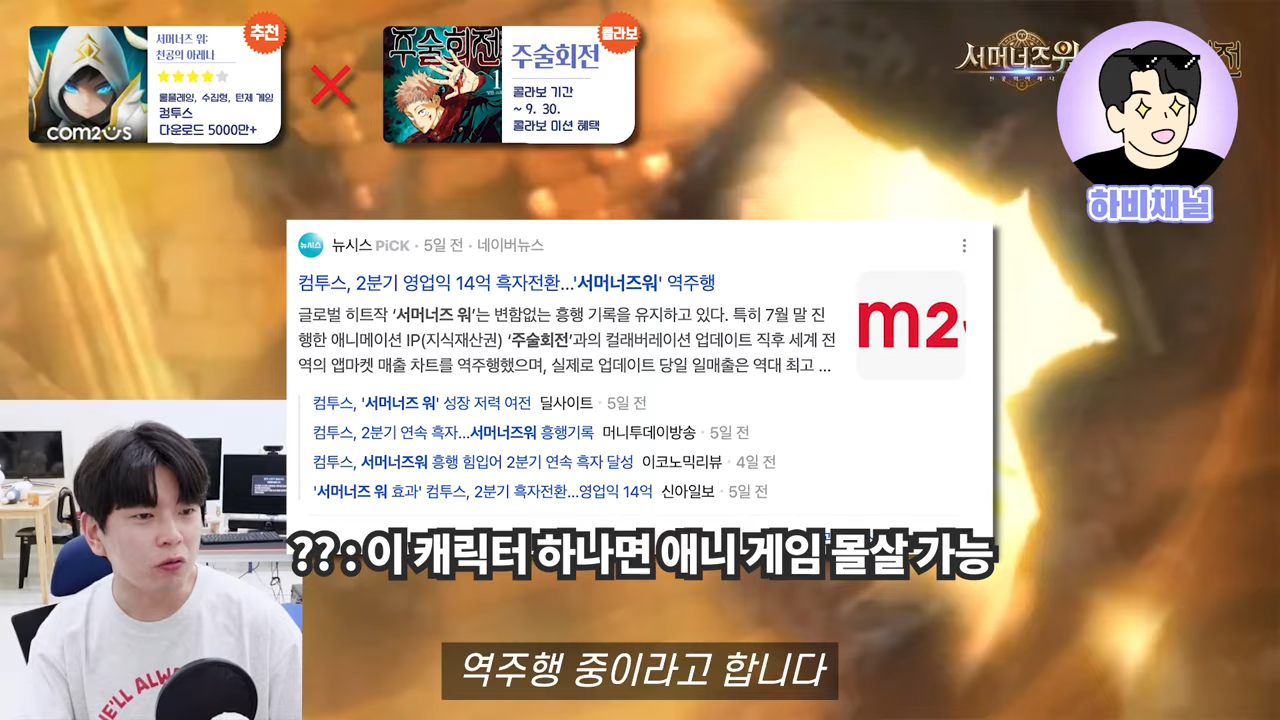 서머너즈 워:
천공의 아레나
추천
몰몰레잉, 수집형, 턴제 게임
컴투스
다운로드 5000만+
com2us
주술회전
1
콜라보
주술회전
콜라보 기간
~ 9. 30.
콜라보 미션 혜택
서머너즈 워
천공의 아레나
전
하비채널
뉴시스
뉴시스 PiCK · 5일 전 · 네이버뉴스
컴투스, 2분기 영업익 14억 흑자전환...'서머너즈워' 역주행
글로벌 히트작 '서머너즈 워'는 변함없는 흥행 기록을 유지하고 있다. 특히 7월 말 진
행한 애니메이션 IP(지식재산권) '주술회전'과의 컬래버레이션 업데이트 직후 세계 전
역의 앱마켓 매출 차트를 역주행했으며, 실제로 업데이트 당일 일매출은 역대 최고 ...
m2
컴투스, '서머너즈 워' 성장 저력 여전 딜사이트 · 5일 전
컴투스, 2분기 연속 흑자...서머너즈워 흥행기록 머니투데이방송 · 5일 전
컴투스, 서머너즈워 흥행 힘입어 2분기 연속 흑자 달성 이코노믹리뷰 · 4일 전
'서머너즈 워 효과' 컴투스, 2분기 흑자전환...영업익 14억 신아일보 · 5일 전
?? : 이 캐릭터 하나면 애니 게임 몰살 가능
HE'LL ALWA
역주행 중이라고 합니다